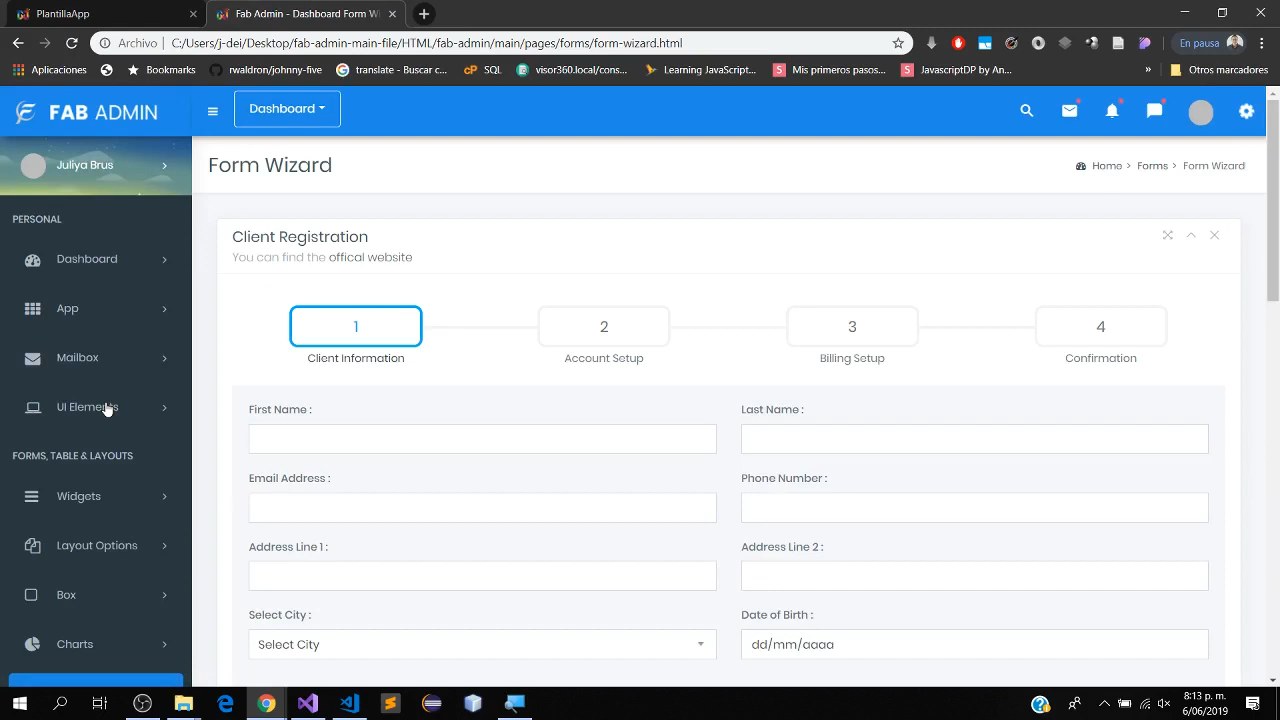 PlantillaApp
Fab Admin - Dashboard Form Wi
Archivo | C:/Users/j-dei/Desktop/fab-admin-main-file/HTML/fab-admin/main/pages/forms/form-wizard.html
En pausa
Aplicaciones
Bookmarks
rwaldron/johnny-five
translate - Buscar c...
cP SQL
visor360.local/cons...
Learning JavaScript...
S Mis primeros pasos...
S JavascriptDP by An...
» Otros marcadores
FAB ADMIN
Dashboard
Juliya Brus
Form Wizard
Home > Forms > Form Wizard
PERSONAL
Dashboard
App
Mailbox
UI Elements
FORMS, TABLE & LAYOUTS
Widgets
Layout Options
Box
Charts
Client Registration
You can find the offical website
1
Client Information
2
Account Setup
3
Billing Setup
4
Confirmation
First Name :
Last Name :
Email Address :
Phone Number :
Address Line 1 :
Address Line 2 :
Select City :
Date of Birth :
Select City
dd/mm/aaaa
8:13 p. m.
6/06/2019